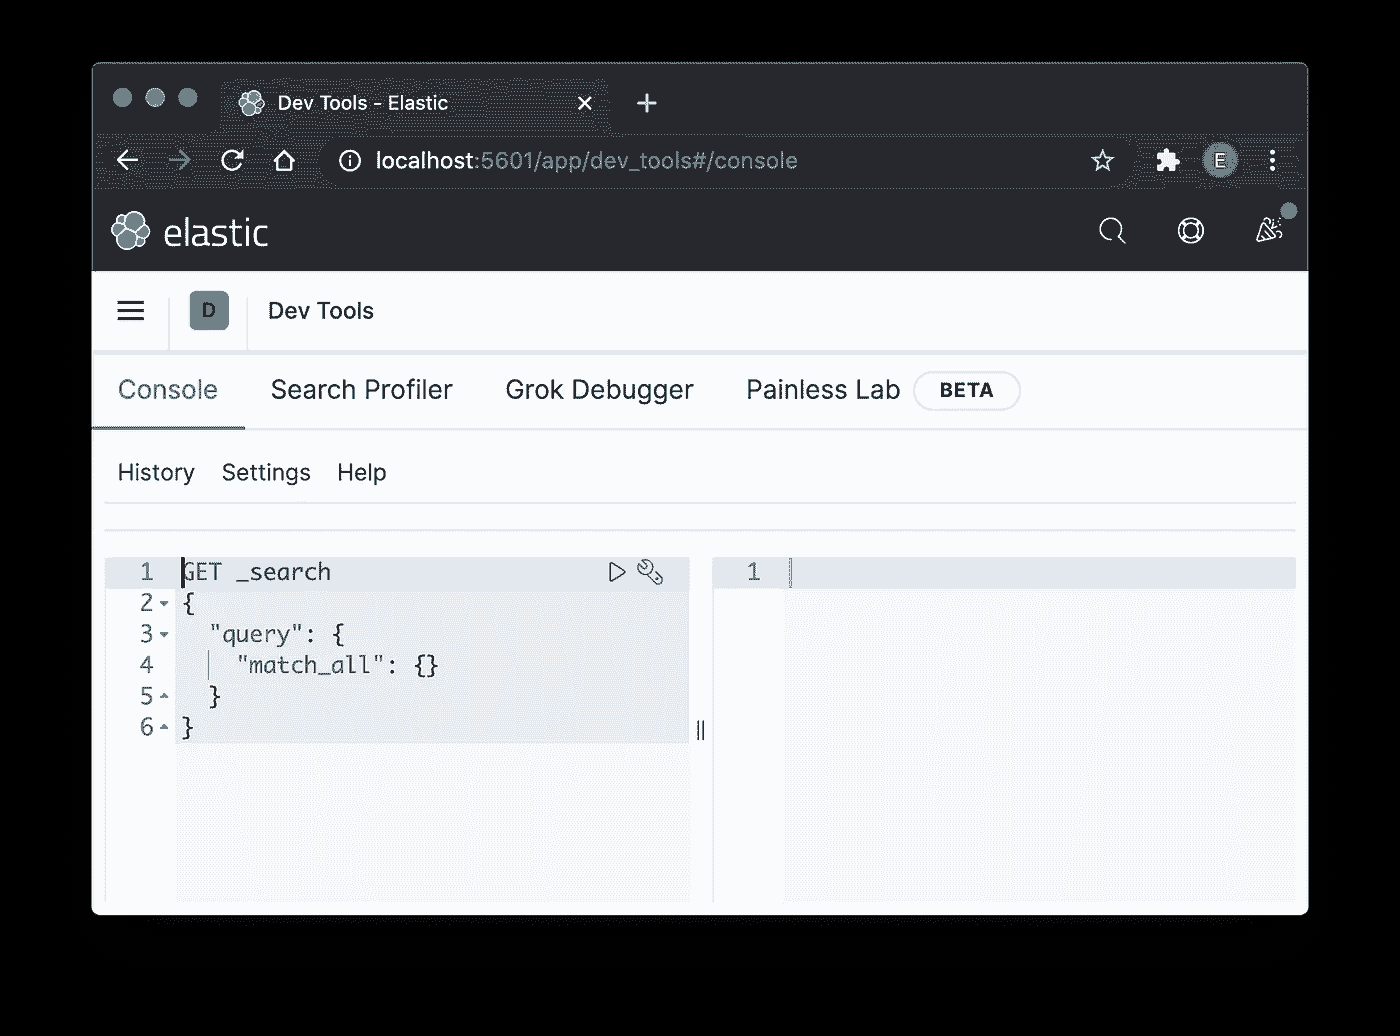 Dev Tools - Elastic
localhost:5601/app/dev_tools#/console
E
elastic
D Dev Tools
Console Search Profiler Grok Debugger Painless Lab BETA
History Settings Help
1 GET _search
2 {
3 "query": {
4 "match_all": {}
5 }
6 }
1